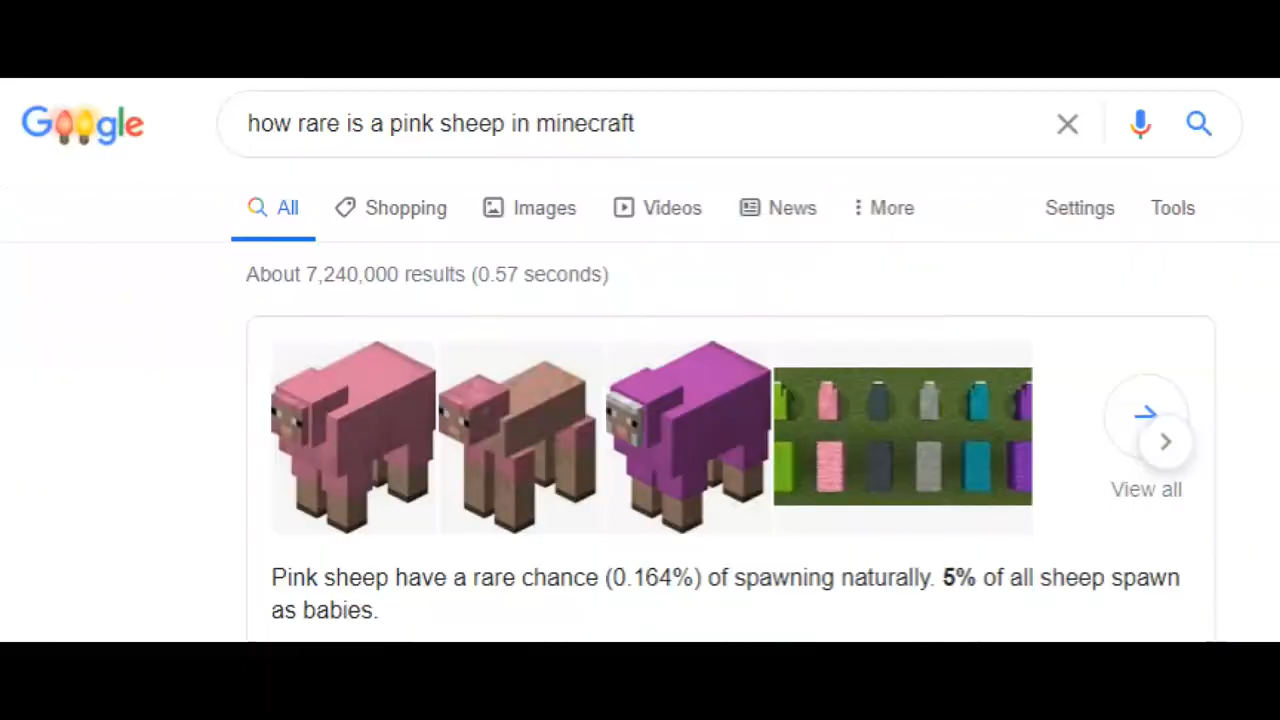 Google
how rare is a pink sheep in minecraft
All Shopping Images Videos News More Settings Tools
About 7,240,000 results (0.57 seconds)
View all
Pink sheep have a rare chance (0.164%) of spawning naturally. 5% of all sheep spawn
as babies.